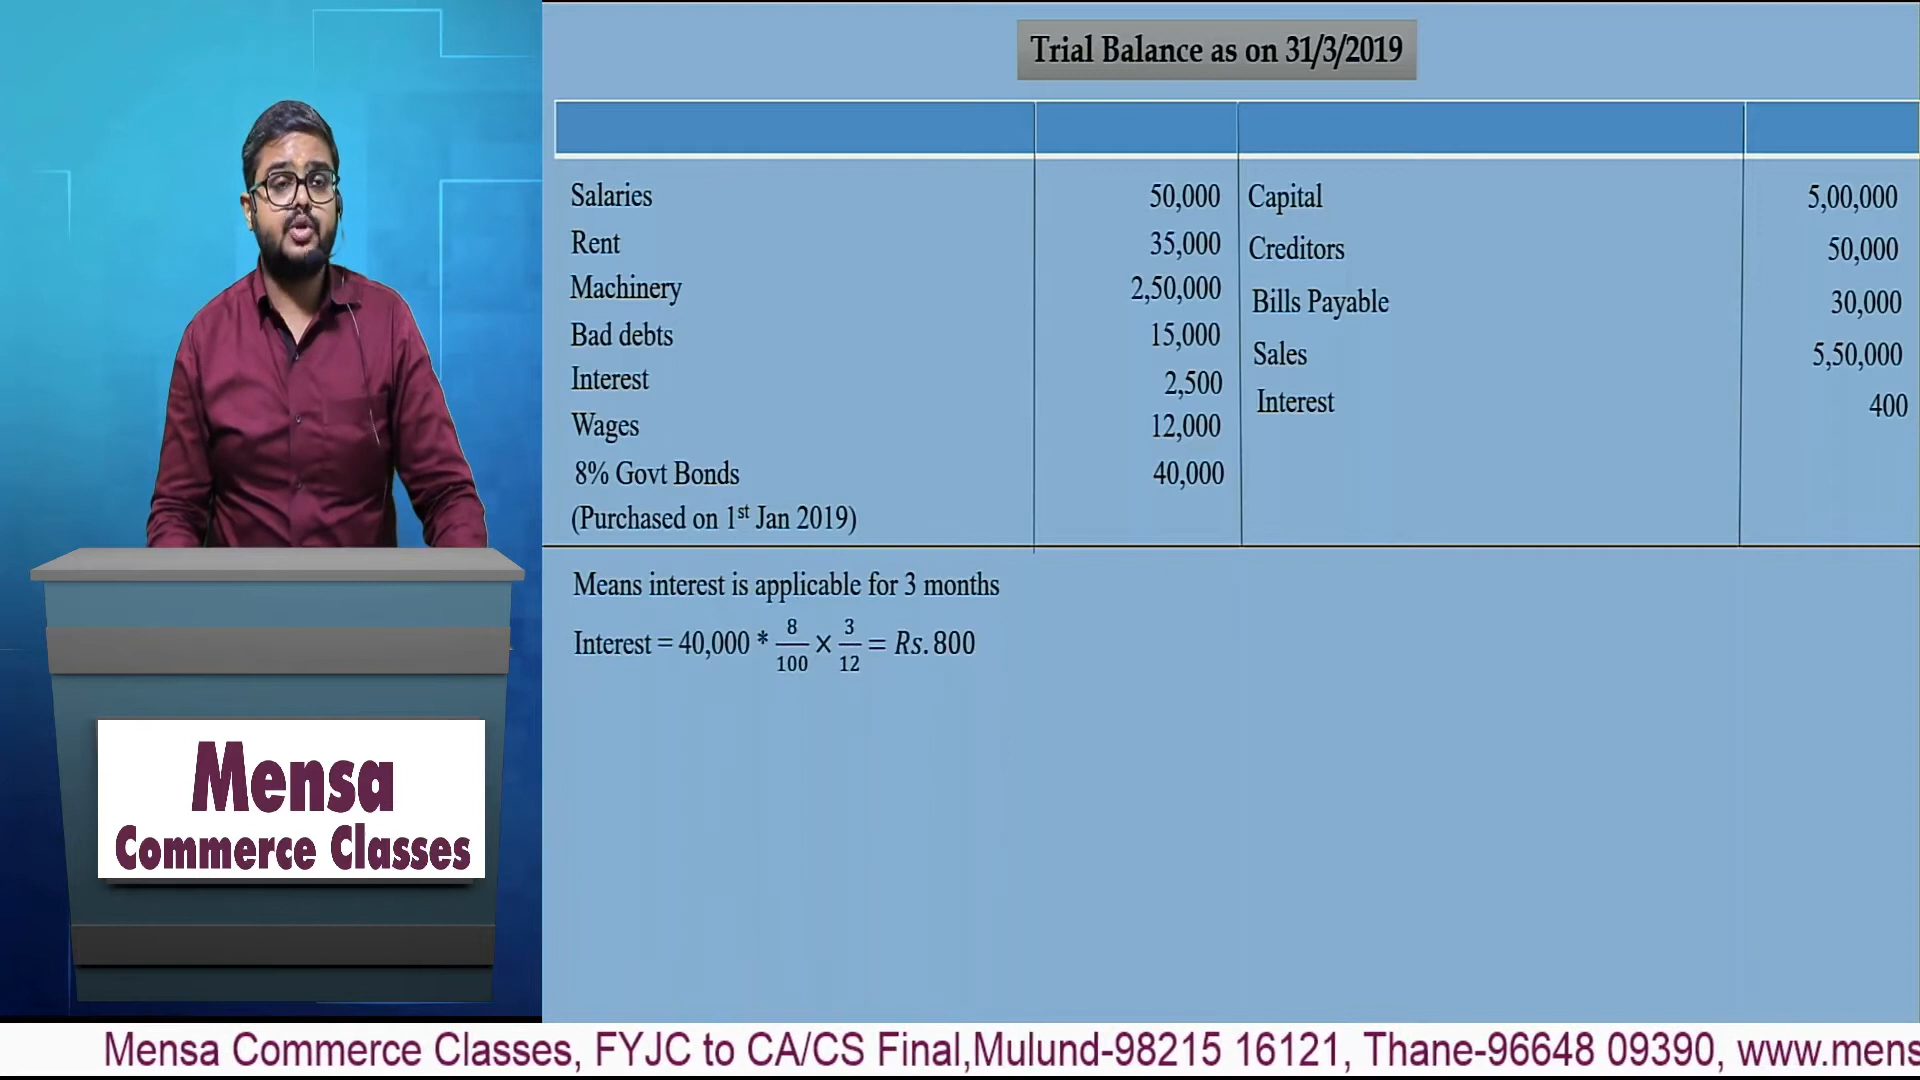 Trial Balance as on 31/3/2019
Salaries 50,000 Capital 5,00,000
Rent 35,000 Creditors 50,000
Machinery 2,50,000 Bills Payable 30,000
Bad debts 15,000 Sales 5,50,000
Interest 2,500 Interest 400
Wages 12,000
8% Govt Bonds 40,000
(Purchased on 1st Jan 2019)
Means interest is applicable for 3 months
Interest = 40,000 * 8/100 × 3/12 = Rs. 800
Mensa
Commerce Classes
Mensa Commerce Classes, FYJC to CA/CS Final,Mulund-98215 16121, Thane-96648 09390, www.mens